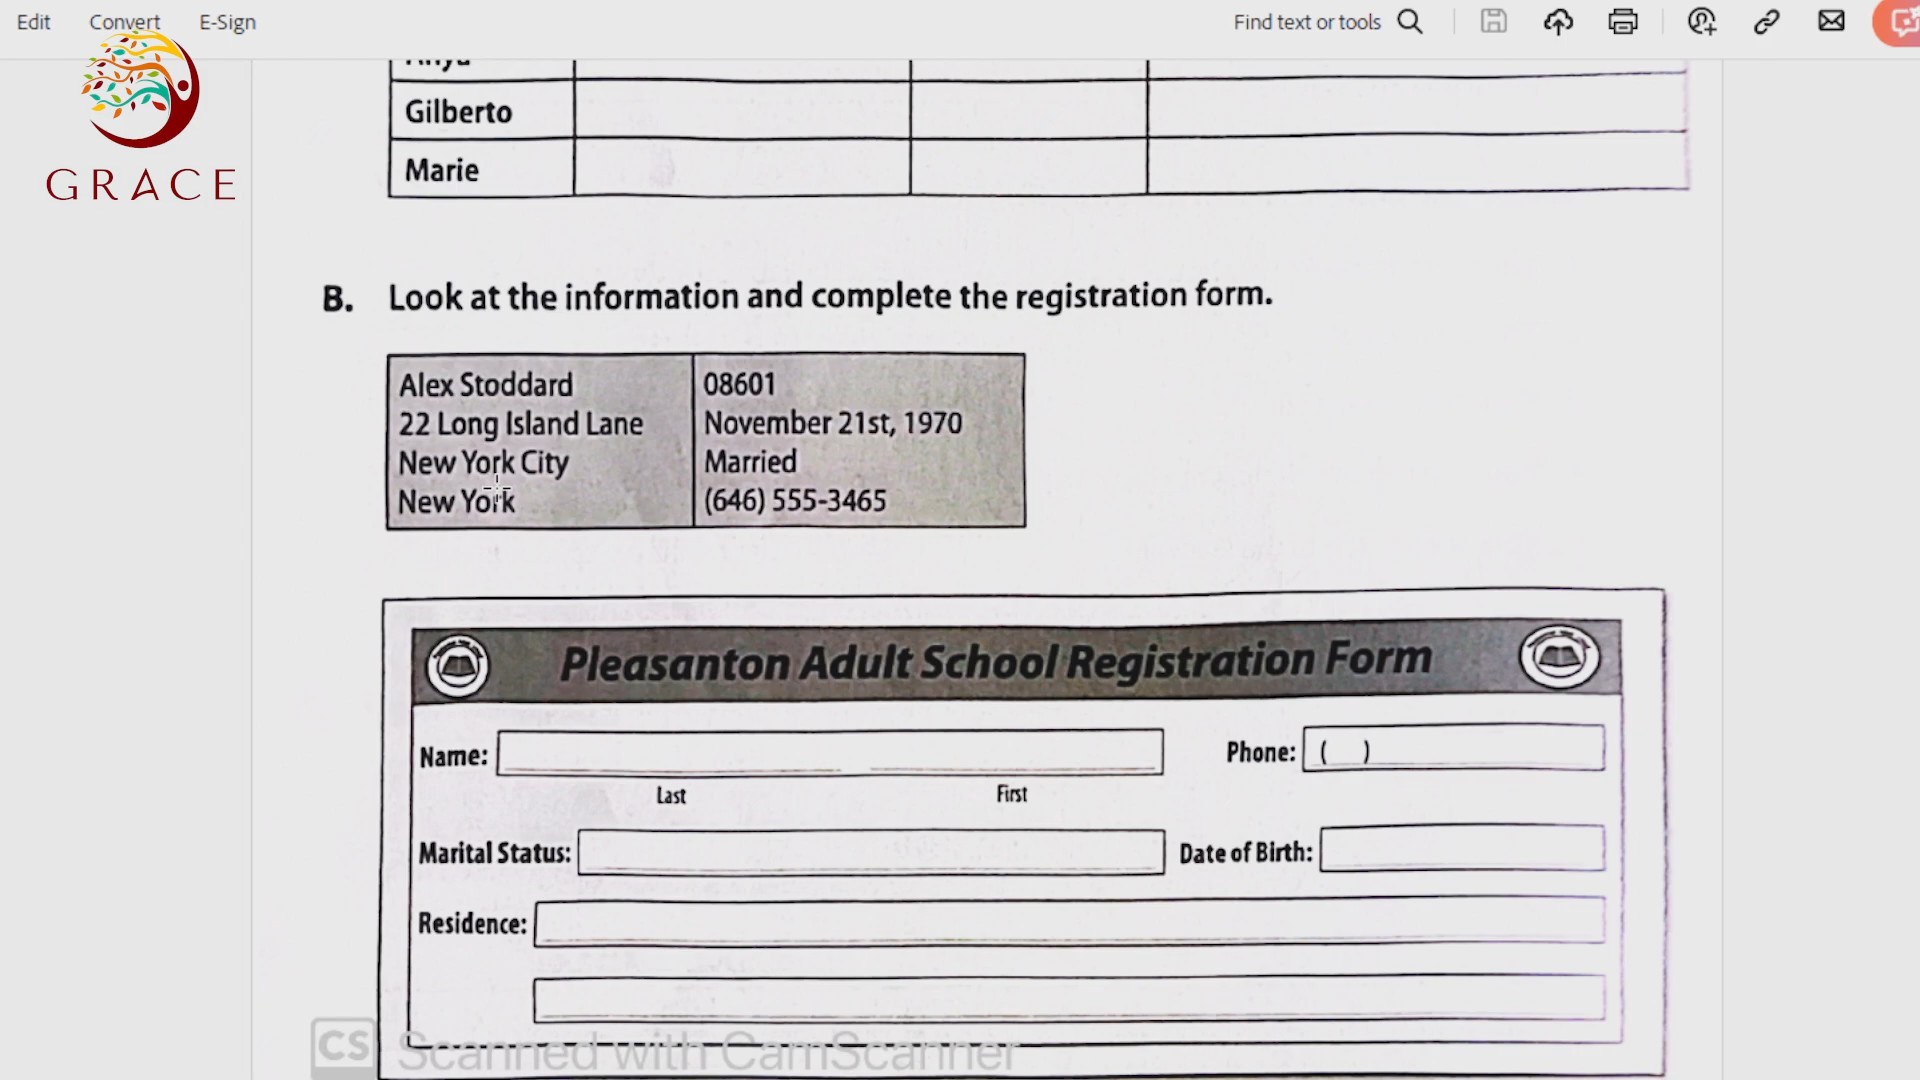 Edit Convert E-Sign Find text or tools
GRACE
Gilberto
Marie
B. Look at the information and complete the registration form.
Alex Stoddard
22 Long Island Lane
New York City
New York
08601
November 21st, 1970
Married
(646) 555-3465
Pleasanton Adult School Registration Form
Name: Phone: ( )
Last First
Marital Status: Date of Birth:
Residence:
CS Scanned with CamScanner